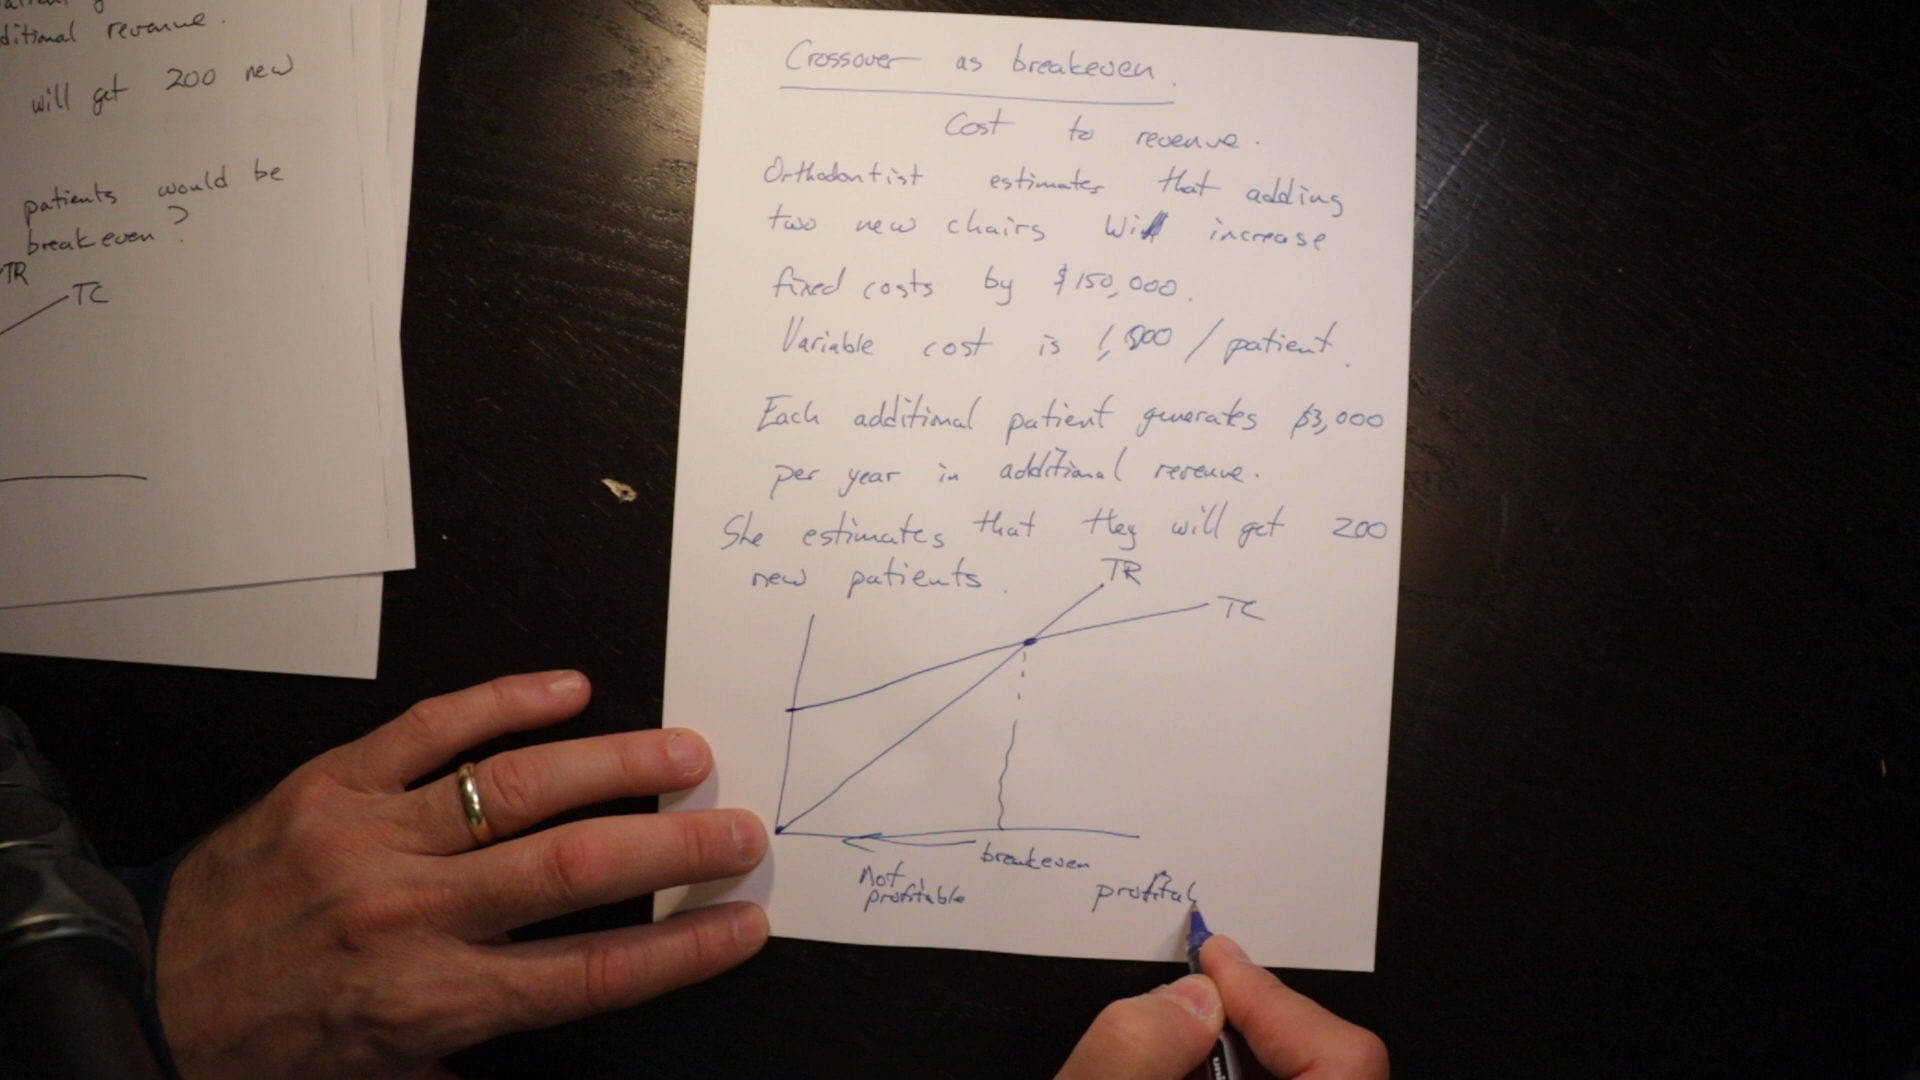 ditional revenue.
will get 200 new
patients would be
breakeven?
TR
TC
Crossover as breakeven.
Cost to revenue.
Orthodontist estimates that adding
two new chairs Will increase
fixed costs by $150,000.
Variable cost is 1,800 / patient.
Each additional patient generates $3,000
per year in additional revenue.
She estimates that they will get 200
new patients.
TR
TC
breakeven
Not profitab
profitable